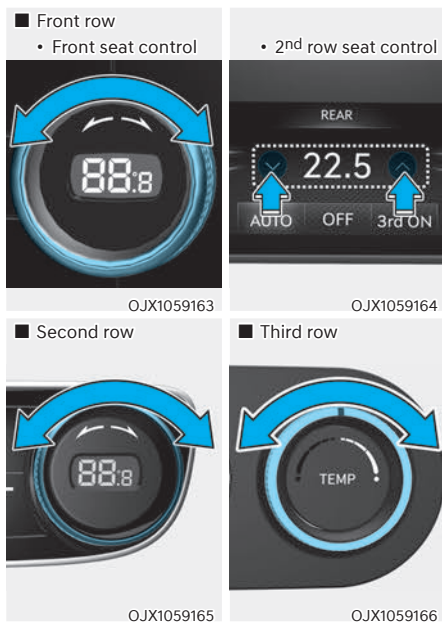 ■ Front row
• Front seat control
88.8
OJX1059163
• 2nd row seat control
REAR
22.5
AUTO OFF 3rd ON
OJX1059164
■ Second row
88.8
OJX1059165
■ Third row
TEMP
OJX1059166